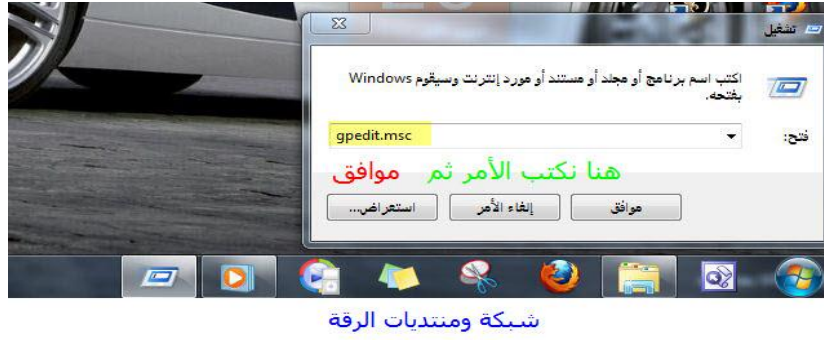 تشغيل
اكتب اسم برنامج أو مجلد أو مستند أو مورد إنترنت وسيقوم Windows
بفتحه.
فتح:
gpedit.msc
هنا نكتب الأمر ثم موافق
موافق
إلغاء الأمر
استعراض...
شبكة ومنتديات الرقة